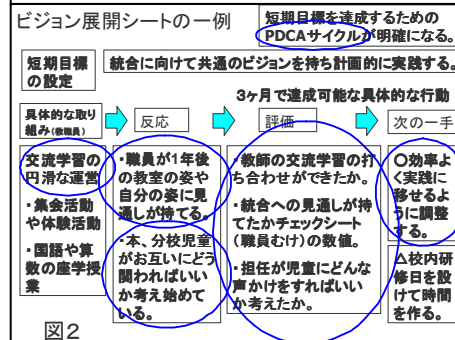 ビジョン展開シートの一例
短期目標を達成するための
PDCAサイクルが明確になる。
短期目標
の設定
統合に向けて共通のビジョンを持ち計画的に実践する。
3ヶ月で達成可能な具体的な行動
具体的な取り
組み(教職員)
反応
評価
次の一手
交流学習の
円滑な運営
・集会活動
や体験活動
・国語や算
数の座学授
業
・職員が1年後
の教室の姿や
自分の姿に見
通しが持てる。
・本、分校児童
がお互いにどう
関わればいい
か考え始めて
いる。
・教師の交流学習の打
ち合わせができたか。
・統合への見通しが持
てたかチェックシート
(職員むけ)の数値。
・担任が児童にどんな
声かけをすればいい
か考えたか。
〇効率よ
く実践に
移せるよ
うに調整
する。
△校内研
修日を設
けて時間
を作る。
図2